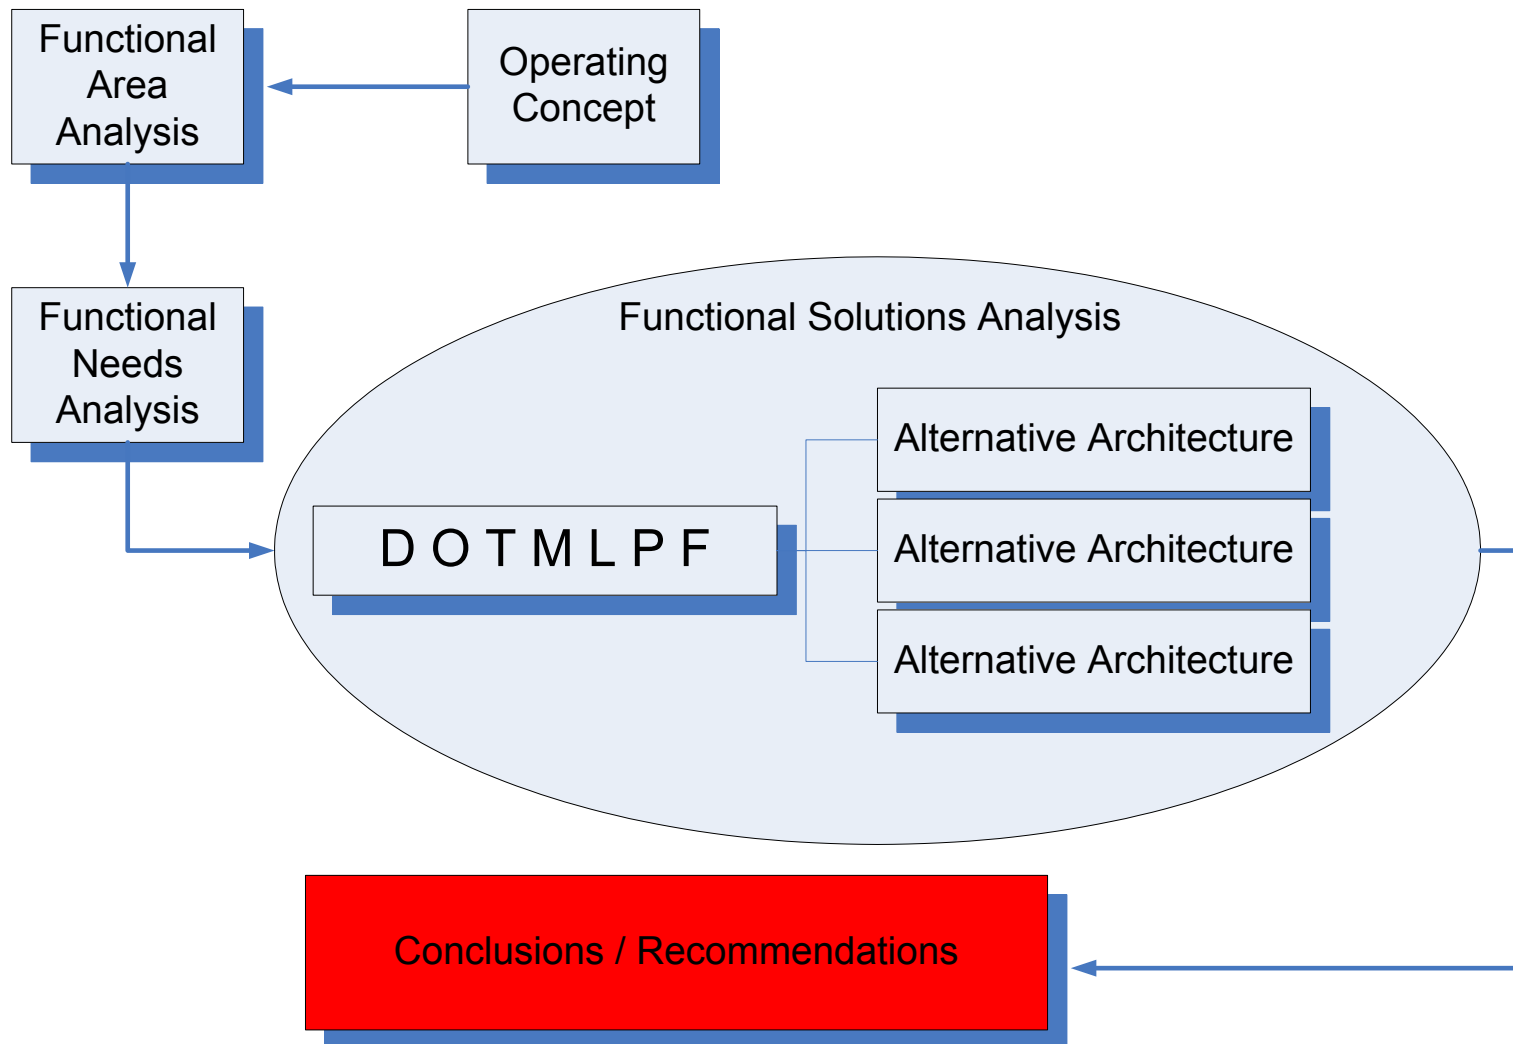 Functional
Area
Analysis
Operating
Concept
Functional
Needs
Analysis
Functional Solutions Analysis
D O T M L P F
Alternative Architecture
Alternative Architecture
Alternative Architecture
Conclusions / Recommendations